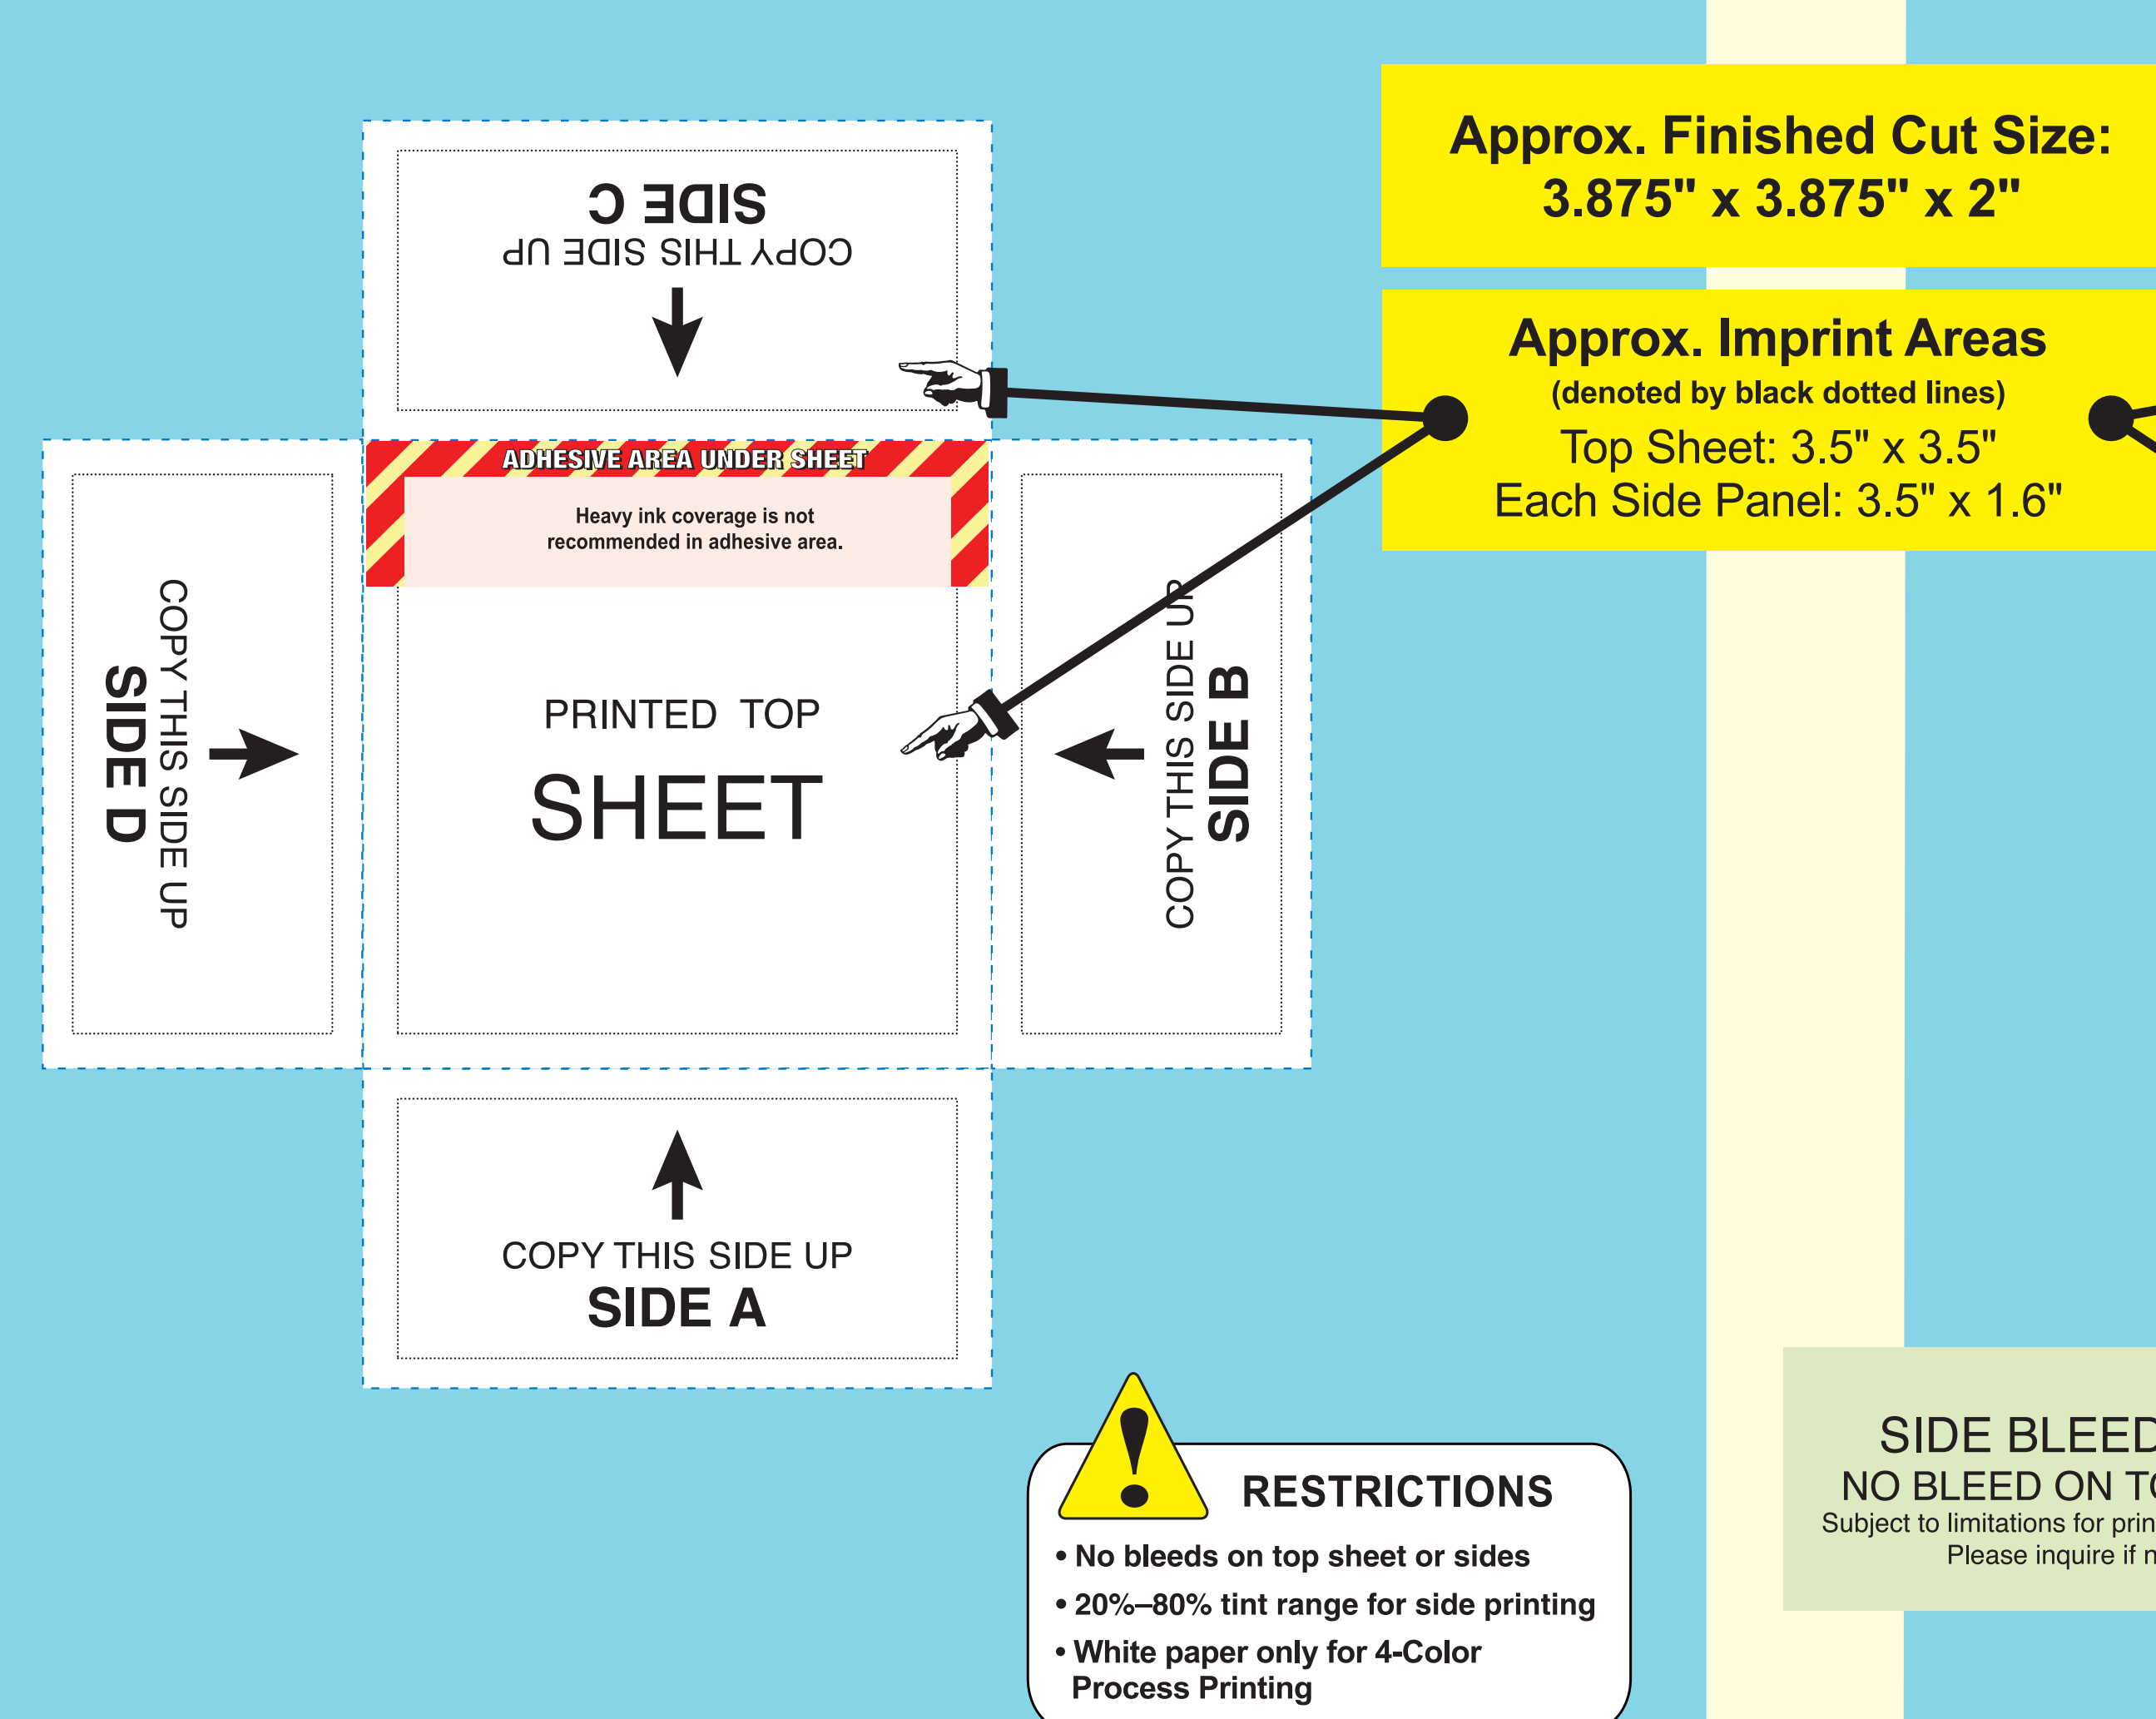 Approx. Finished Cut Size:
3.875" x 3.875" x 2"
SIDE C
COPY THIS SIDE UP
Approx. Imprint Areas
(denoted by black dotted lines)
Top Sheet: 3.5" x 3.5"
Each Side Panel: 3.5" x 1.6"
ADHESIVE AREA UNDER SHEET
Heavy ink coverage is not
recommended in adhesive area.
COPY THIS SIDE UP
SIDE D
PRINTED TOP
SHEET
COPY THIS SIDE UP
SIDE B
COPY THIS SIDE UP
SIDE A
RESTRICTIONS
• No bleeds on top sheet or sides
• 20%–80% tint range for side printing
• White paper only for 4-Color
Process Printing
SIDE BLEED
NO BLEED ON
Subject to limitations for
Please inquire if